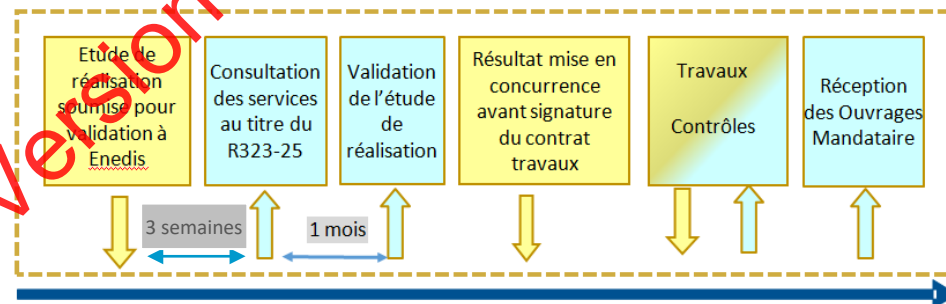 Etude de
réalisation
soumise pour
validation à
Enedis
Consultation
des services
au titre du
R323-25
Validation
de l'étude
de
réalisation
Résultat mise en
concurrence
avant signature
du contrat
travaux
Travaux
Contrôles
Réception
des Ouvrages
Mandataire
3 semaines
1 mois
Version